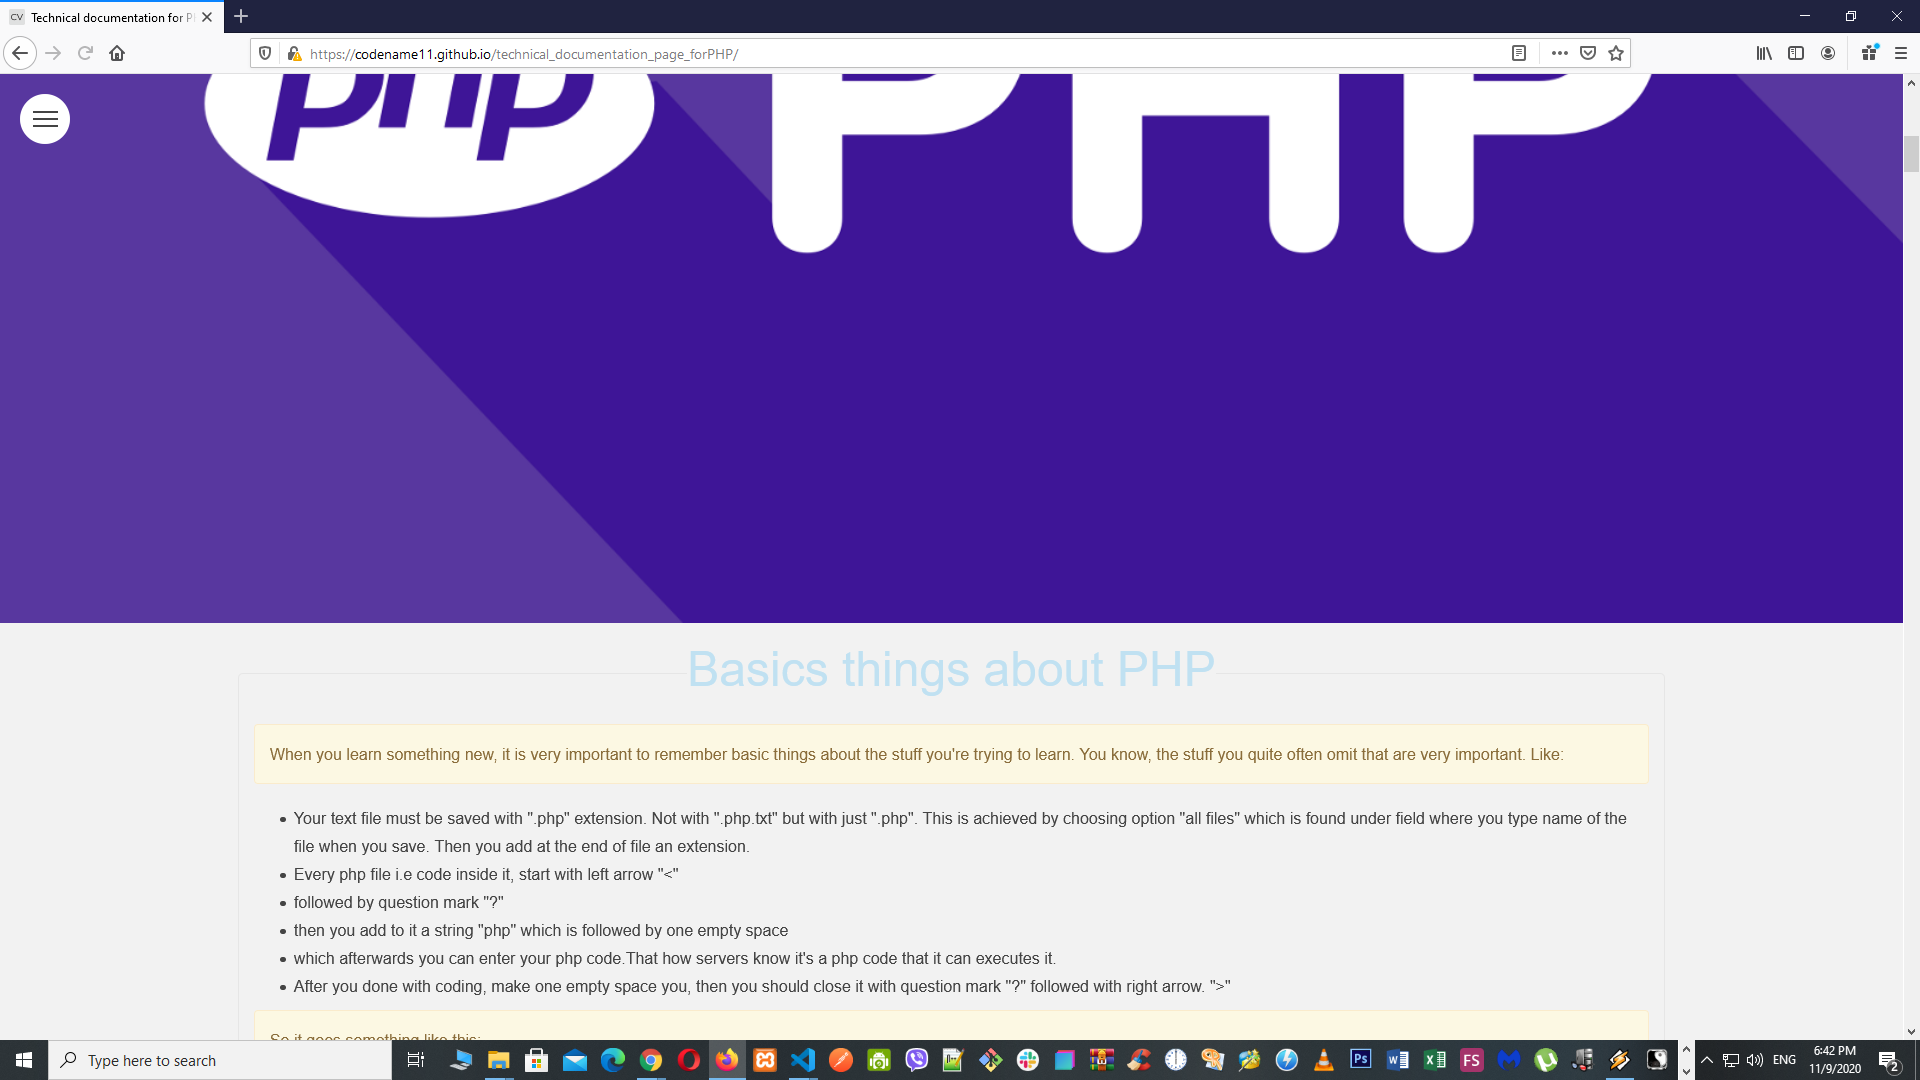 CV Technical documentation for P
https://codename11.github.io/technical_documentation_page_forPHP/
php PHP
Basics things about PHP
When you learn something new, it is very important to remember basic things about the stuff you're trying to learn. You know, the stuff you quite often omit that are very important. Like:
Your text file must be saved with ".php" extension. Not with ".php.txt" but with just ".php". This is achieved by choosing option "all files" which is found under field where you type name of the
file when you save. Then you add at the end of file an extension.
Every php file i.e code inside it, start with left arrow "<"
followed by question mark "?"
then you add to it a string "php" which is followed by one empty space
which afterwards you can enter your php code.That how servers know it's a php code that it can executes it.
After you done with coding, make one empty space you, then you should close it with question mark "?" followed with right arrow. ">"
So it goes something like this:
Type here to search
Ps
FS
ENG
6:42 PM
11/9/2020
2